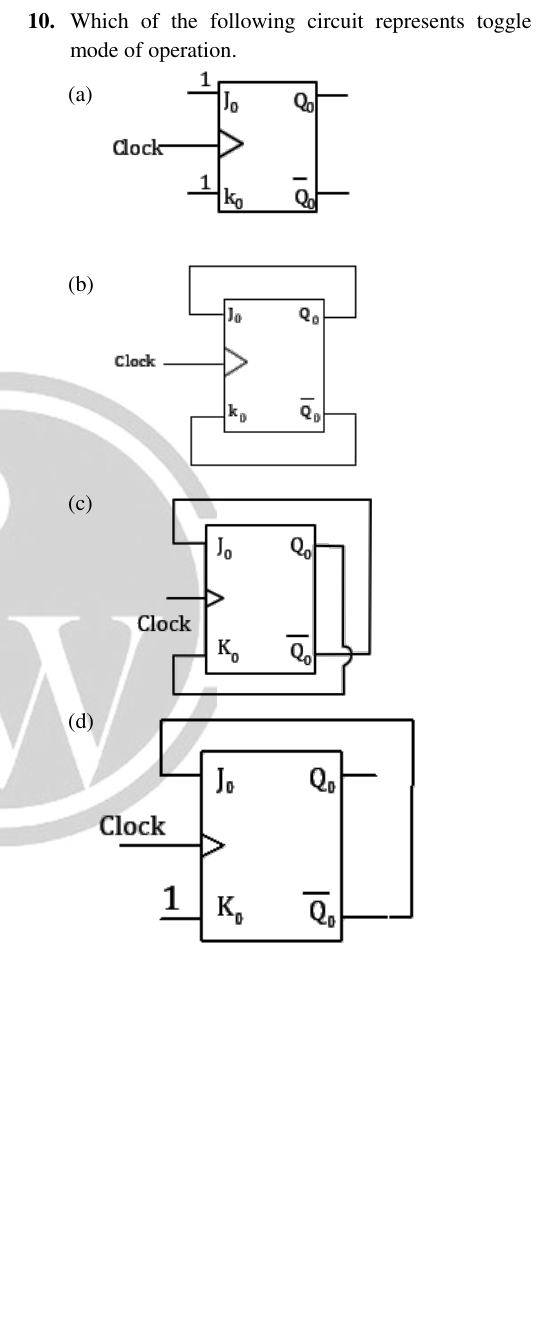 10. Which of the following circuit represents toggle
mode of operation.
(a)
1
J₀ Q₀
Clock
1
k₀ Q̅₀
(b)
J₀ Q₀
Clock
k₀ Q̅₀
(c)
J₀ Q₀
Clock
K₀ Q̅₀
(d)
J₀ Q₀
Clock
1 K₀ Q̅₀
W